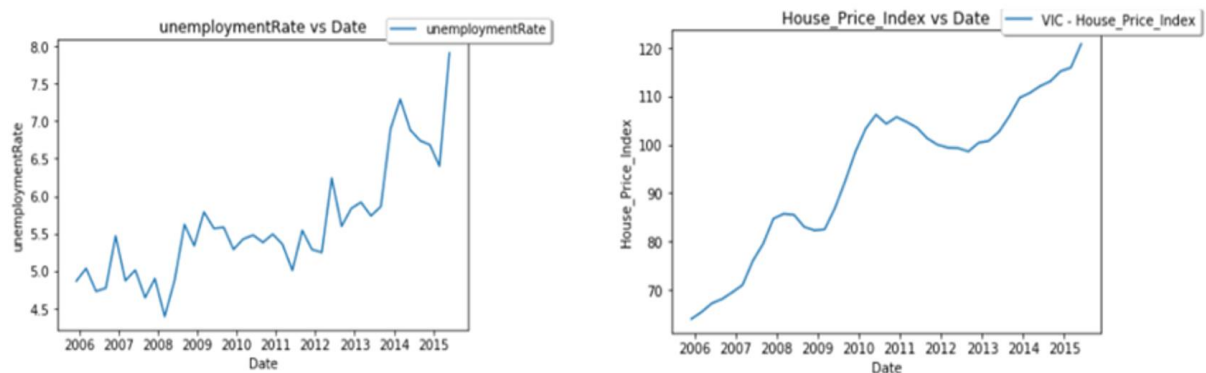 unemploymentRate vs Date
unemploymentRate
8.0
7.5
7.0
6.5
6.0
5.5
5.0
4.5
unemploymentRate
2006 2007 2008 2009 2010 2011 2012 2013 2014 2015
Date
House_Price_Index vs Date
VIC - House_Price_Index
120
110
100
90
80
70
House_Price_Index
2006 2007 2008 2009 2010 2011 2012 2013 2014 2015
Date